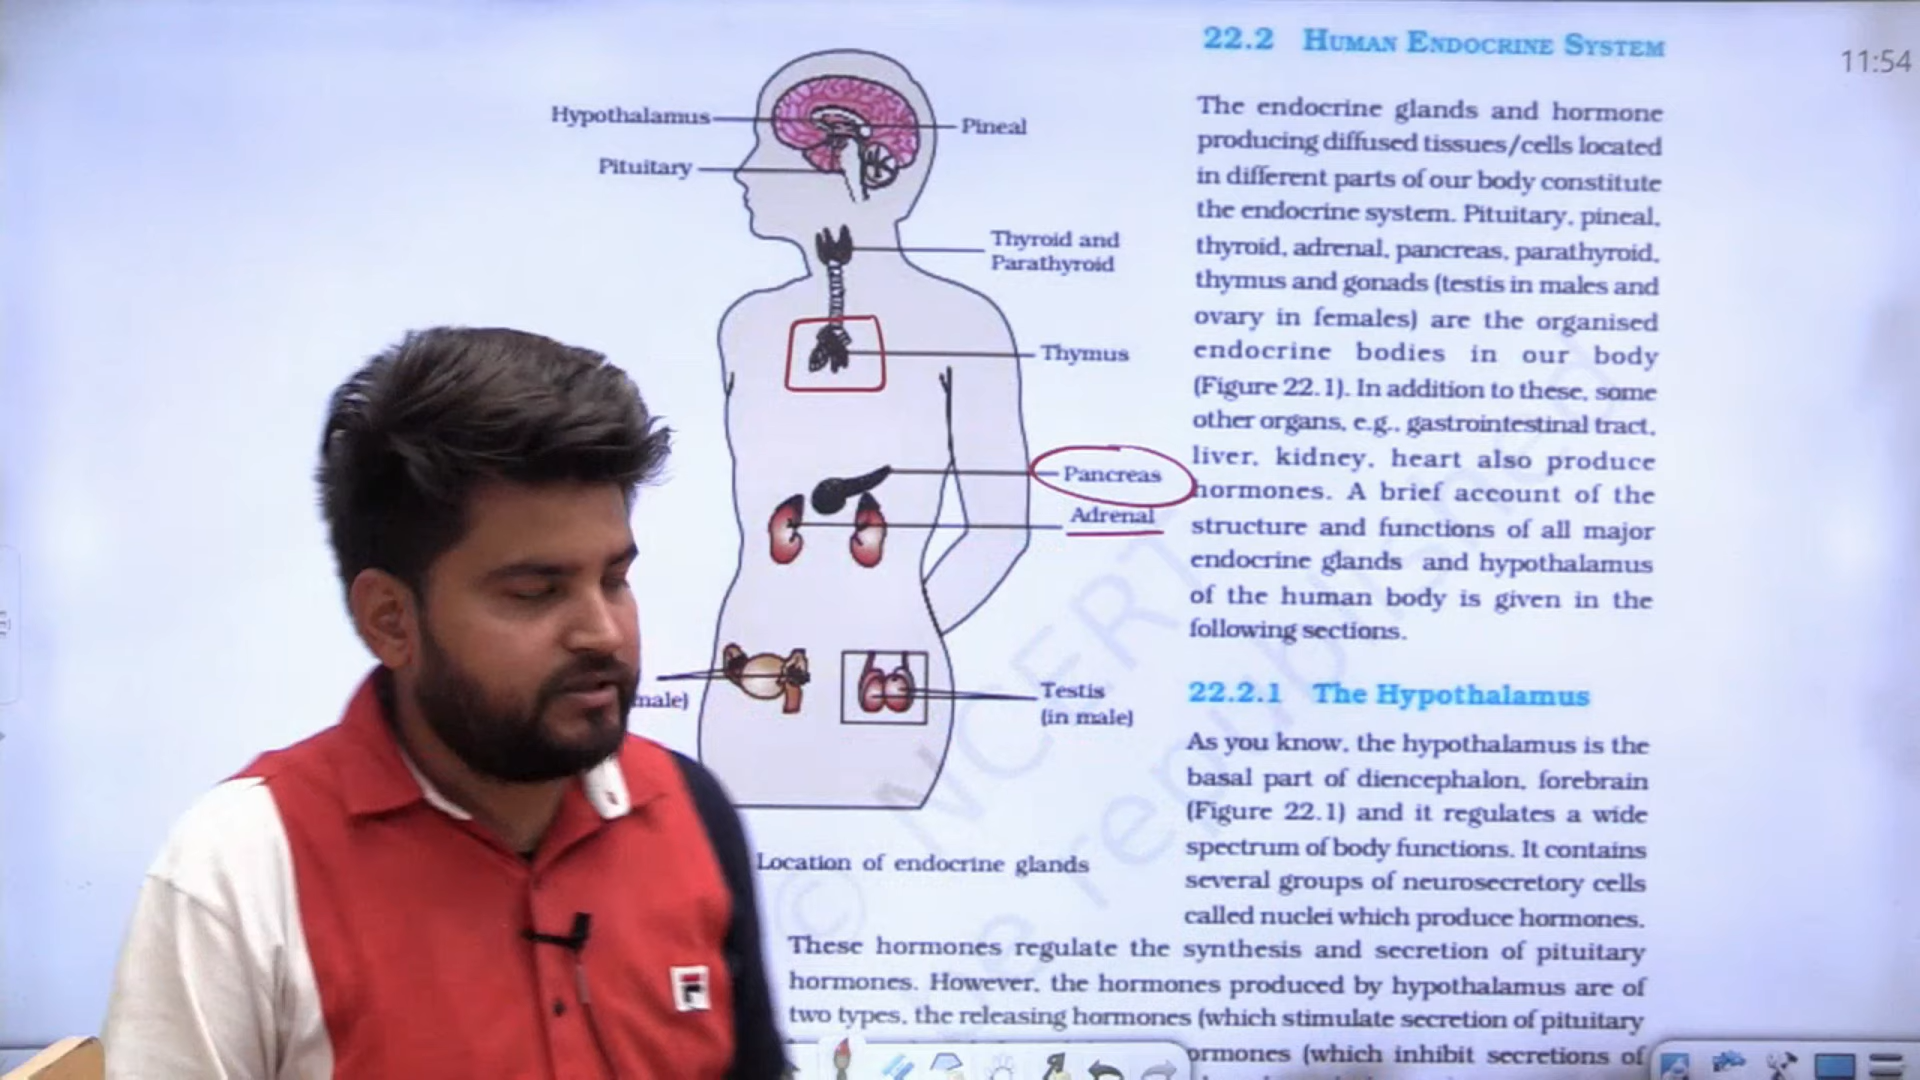 22.2 HUMAN ENDOCRINE SYSTEM
11:54
Hypothalamus
Pineal
Pituitary
Thyroid and
Parathyroid
Thymus
Pancreas
Adrenal
male)
Testis
(in male)
Location of endocrine glands
The endocrine glands and hormone
producing diffused tissues/cells located
in different parts of our body constitute
the endocrine system. Pituitary, pineal,
thyroid, adrenal, pancreas, parathyroid,
thymus and gonads (testis in males and
ovary in females) are the organised
endocrine bodies in our body
(Figure 22.1). In addition to these, some
other organs, e.g., gastrointestinal tract,
liver, kidney, heart also produce
hormones. A brief account of the
structure and functions of all major
endocrine glands and hypothalamus
of the human body is given in the
following sections.
22.2.1 The Hypothalamus
As you know, the hypothalamus is the
basal part of diencephalon, forebrain
(Figure 22.1) and it regulates a wide
spectrum of body functions. It contains
several groups of neurosecretory cells
called nuclei which produce hormones.
These hormones regulate the synthesis and secretion of pituitary
hormones. However, the hormones produced by hypothalamus are of
two types, the releasing hormones (which stimulate secretion of pituitary
ormones (which inhibit secretions of
© NCERT
republished
F